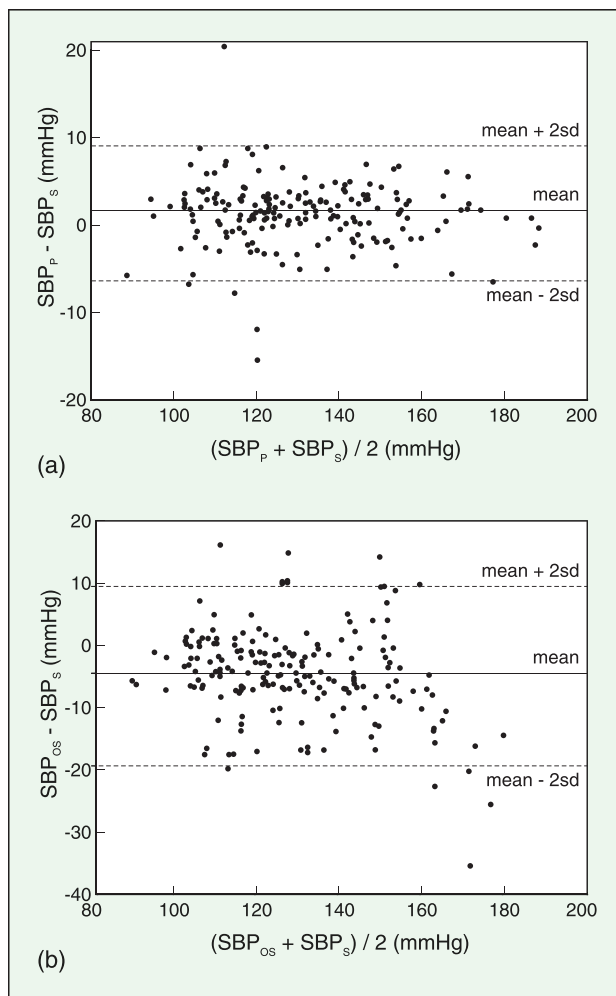 20
mean + 2sd
10
mean
0
mean - 2sd
-10
-20
80 100 120 140 160 180 200
SBP_P - SBP_S (mmHg)
(SBP_P + SBP_S) / 2 (mmHg)
(a)
20
mean + 2sd
10
0
mean
-10
mean - 2sd
-20
-30
-40
80 100 120 140 160 180 200
SBP_OS - SBP_S (mmHg)
(SBP_OS + SBP_S) / 2 (mmHg)
(b)